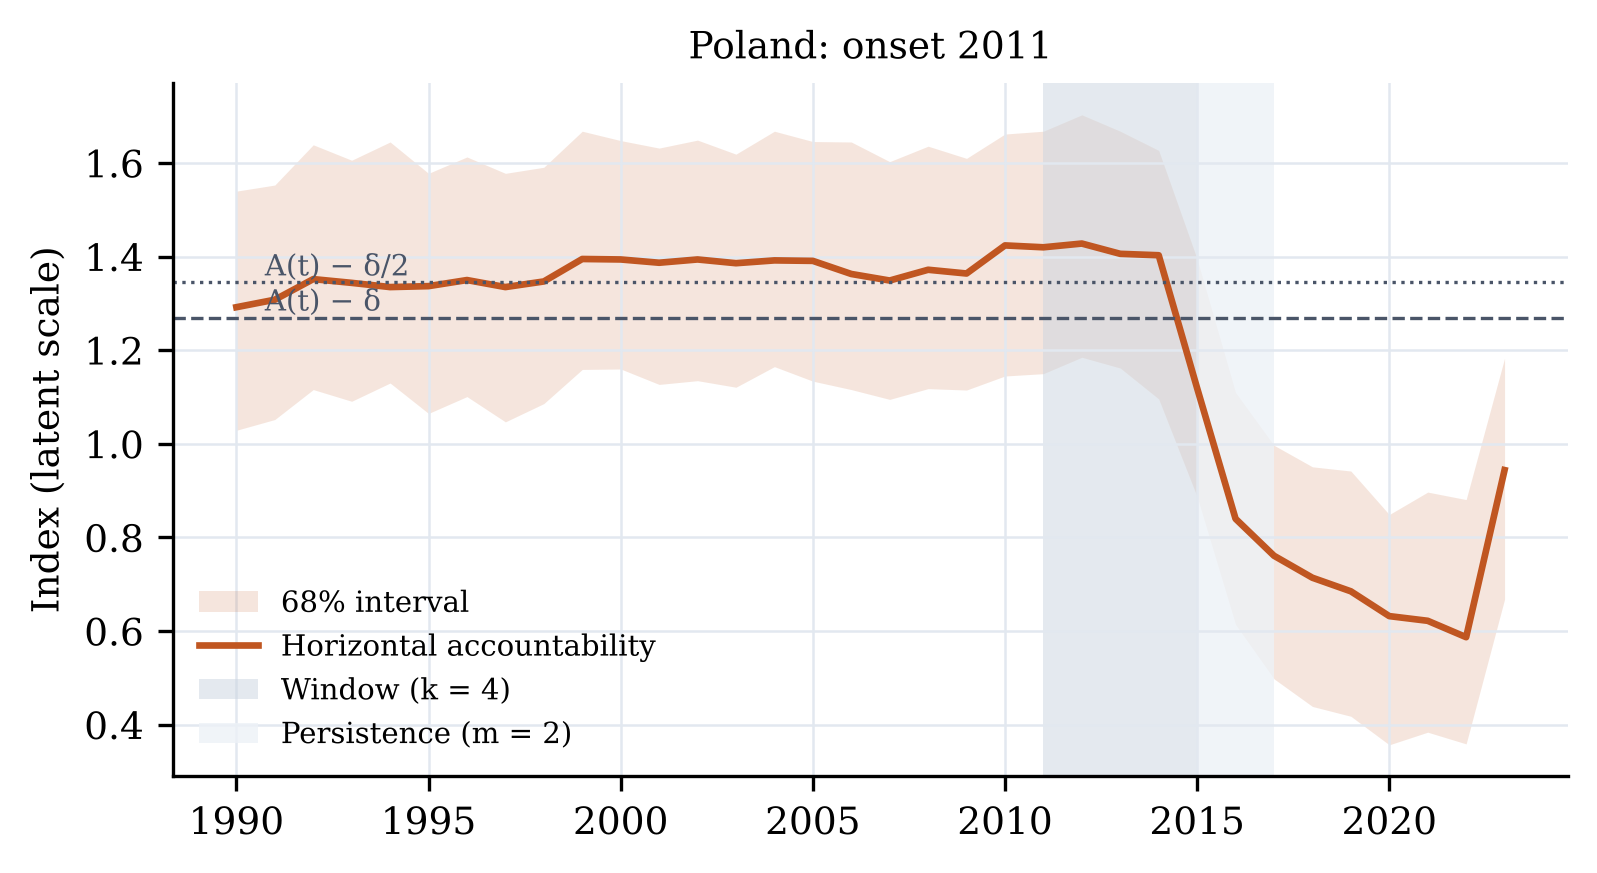 Poland: onset 2011
Index (latent scale)
1.6
1.4
1.2
1.0
0.8
0.6
0.4
A(t) − δ/2
A(t) − δ
68% interval
Horizontal accountability
Window (k = 4)
Persistence (m = 2)
1990 1995 2000 2005 2010 2015 2020